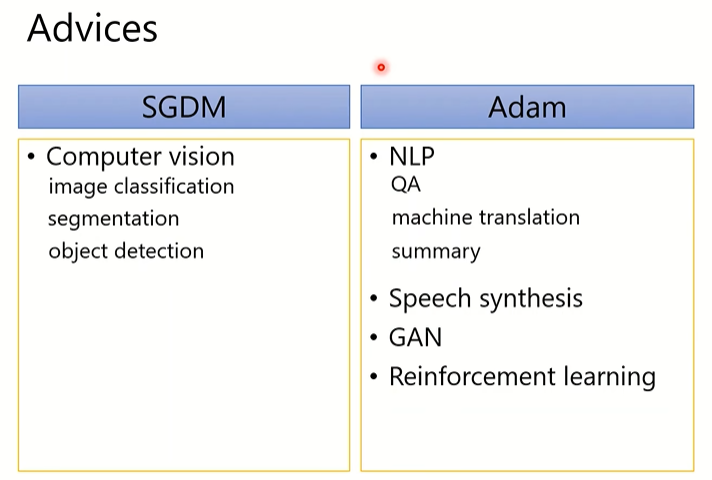 Advices
SGDM
• Computer vision
image classification
segmentation
object detection
Adam
• NLP
QA
machine translation
summary
• Speech synthesis
• GAN
• Reinforcement learning